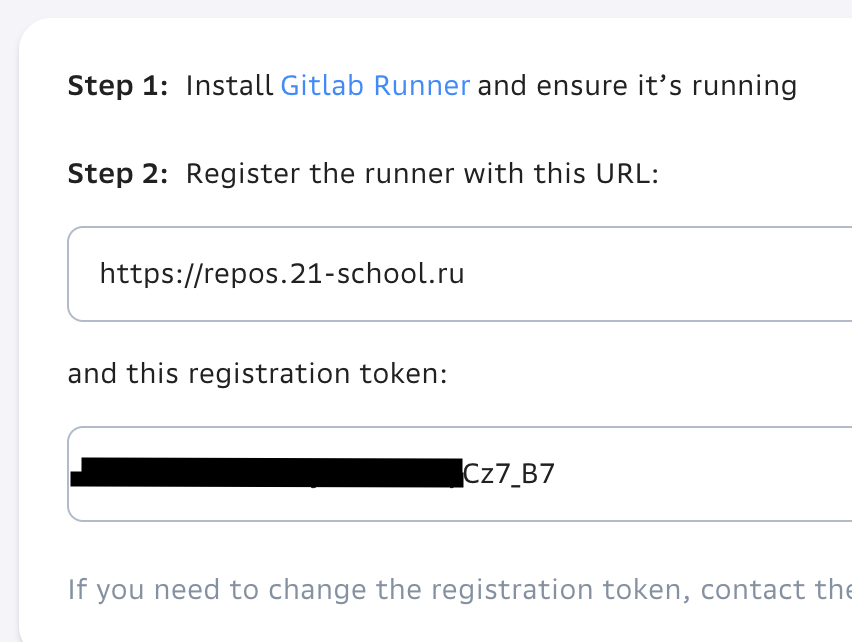 Step 1: Install Gitlab Runner and ensure it’s running
Step 2: Register the runner with this URL:
https://repos.21-school.ru
and this registration token:
Cz7_B7
If you need to change the registration token, contact the